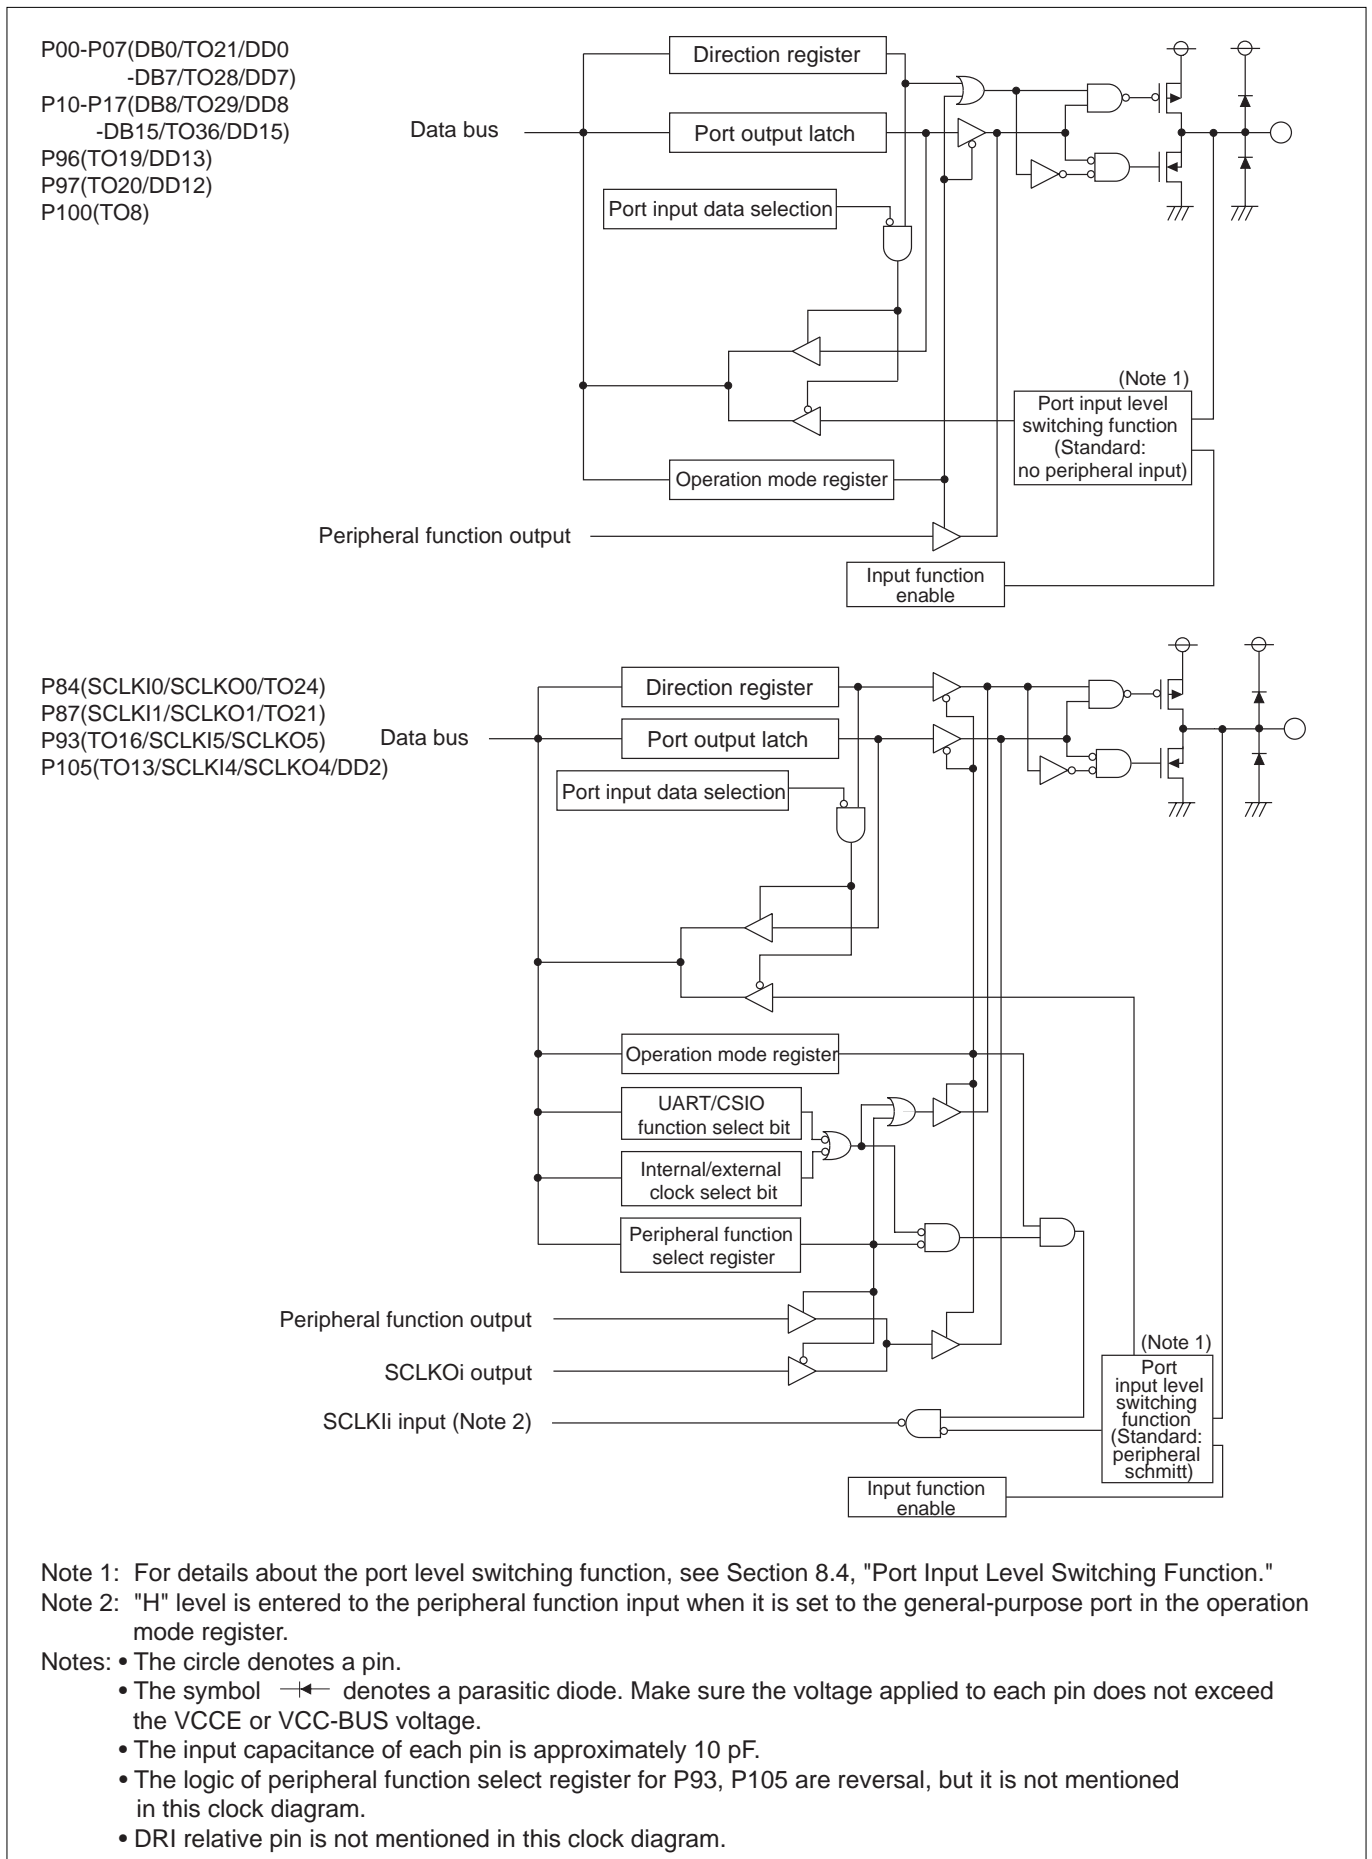 P00-P07(DB0/TO21/DD0
-DB7/TO28/DD7)
P10-P17(DB8/TO29/DD8
-DB15/TO36/DD15)
P96(TO19/DD13)
P97(TO20/DD12)
P100(TO8)
Data bus
Direction register
Port output latch
Port input data selection
(Note 1)
Port input level
switching function
(Standard:
no peripheral input)
Operation mode register
Peripheral function output
Input function
enable
P84(SCLKI0/SCLKO0/TO24)
P87(SCLKI1/SCLKO1/TO21)
P93(TO16/SCLKI5/SCLKO5)
P105(TO13/SCLKI4/SCLKO4/DD2)
Data bus
Direction register
Port output latch
Port input data selection
Operation mode register
UART/CSIO
function select bit
Internal/external
clock select bit
Peripheral function
select register
Peripheral function output
SCLKOi output
SCLKIi input (Note 2)
(Note 1)
Port
input level
switching
function
(Standard:
peripheral
schmitt)
Input function
enable
Note 1: For details about the port level switching function, see Section 8.4, "Port Input Level Switching Function."
Note 2: "H" level is entered to the peripheral function input when it is set to the general-purpose port in the operation
mode register.
Notes: • The circle denotes a pin.
• The symbol denotes a parasitic diode. Make sure the voltage applied to each pin does not exceed
the VCCE or VCC-BUS voltage.
• The input capacitance of each pin is approximately 10 pF.
• The logic of peripheral function select register for P93, P105 are reversal, but it is not mentioned
in this clock diagram.
• DRI relative pin is not mentioned in this clock diagram.